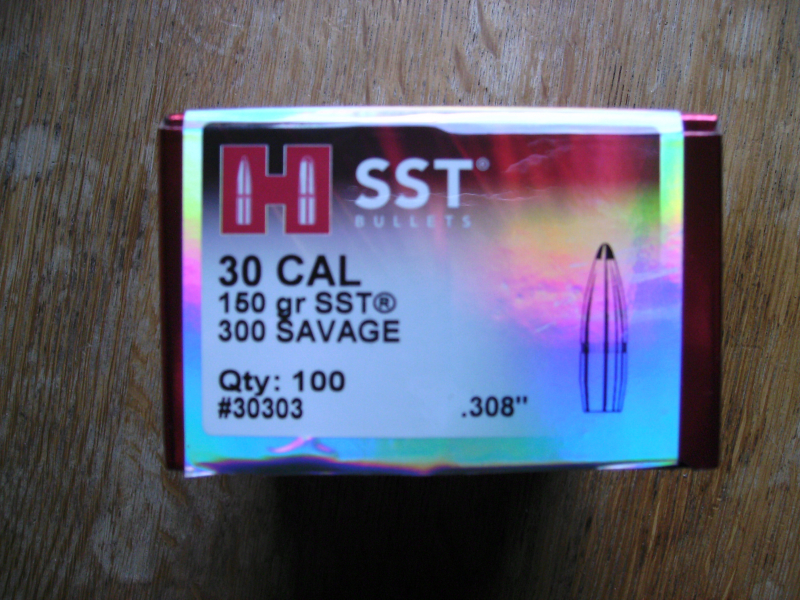 H
SST®
BULLETS
30 CAL
150 gr SST®
300 SAVAGE
Qty: 100
#30303
.308"